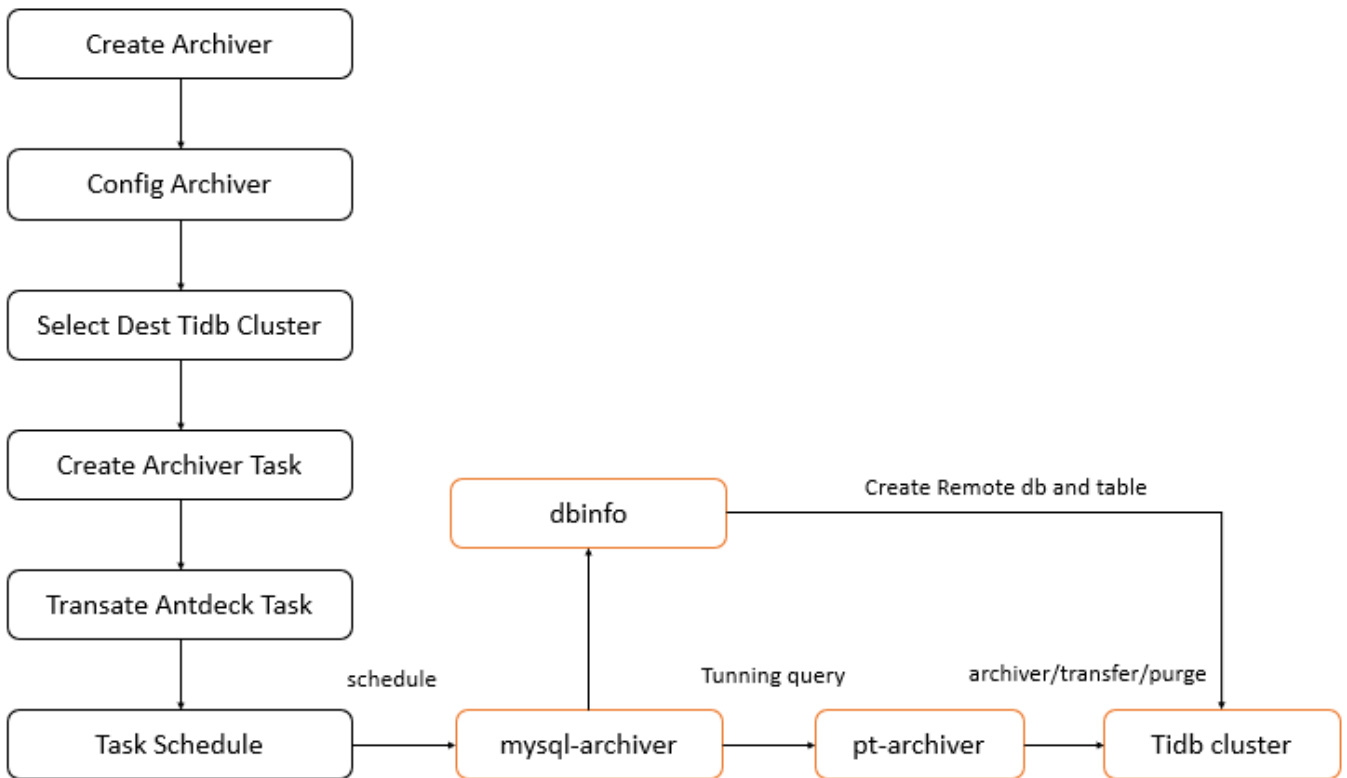 Create Archiver
Config Archiver
Select Dest Tidb Cluster
Create Archiver Task
dbinfo
Create Remote db and table
Transate Antdeck Task
schedule
Tunning query
archiver/transfer/purge
Task Schedule
mysql-archiver
pt-archiver
Tidb cluster